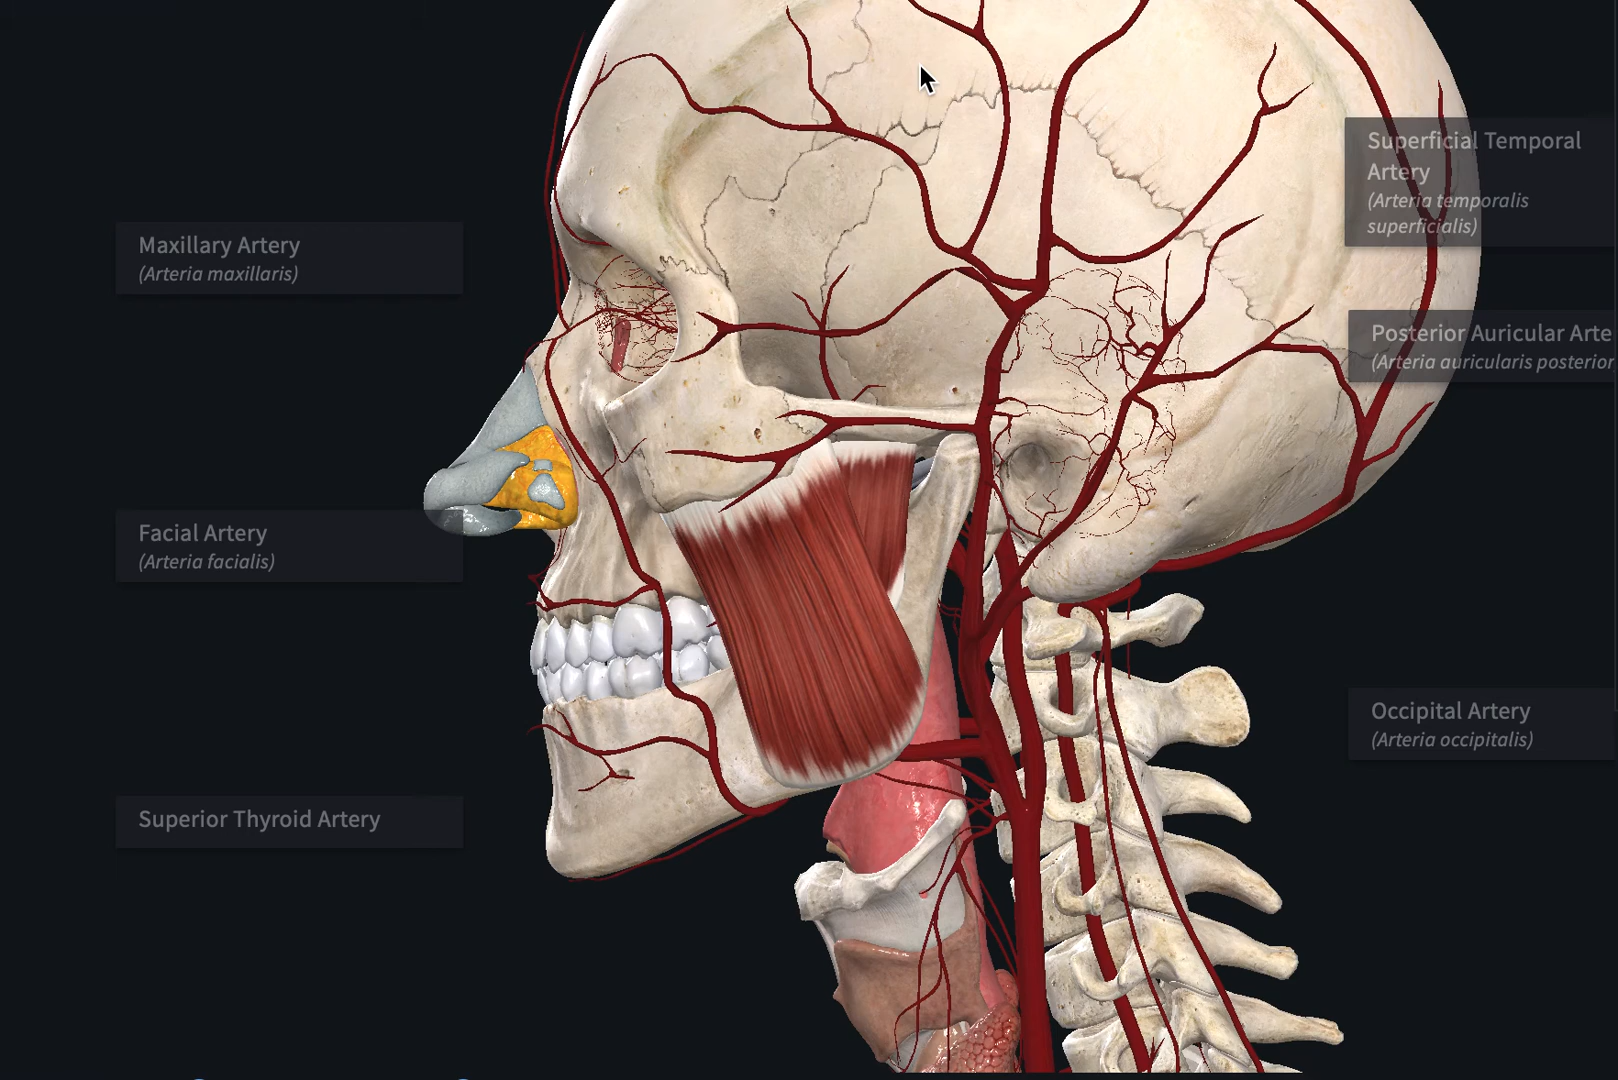 Superficial Temporal
Artery
(Arteria temporalis
superficialis)
Maxillary Artery
(Arteria maxillaris)
Posterior Auricular Arte
(Arteria auricularis posterior
Facial Artery
(Arteria facialis)
Occipital Artery
(Arteria occipitalis)
Superior Thyroid Artery